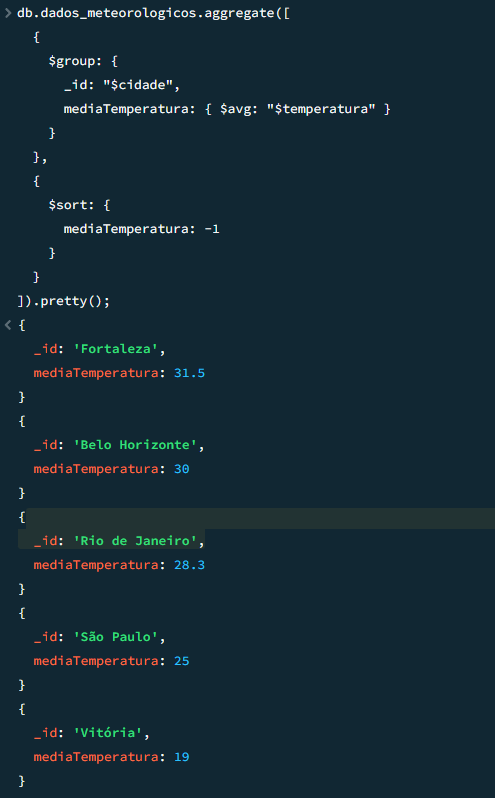 > db.dados_meteorologicos.aggregate([
{
$group: {
_id: "$cidade",
mediaTemperatura: { $avg: "$temperatura" }
}
},
{
$sort: {
mediaTemperatura: -1
}
}
]).pretty();
< {
_id: 'Fortaleza',
mediaTemperatura: 31.5
}
{
_id: 'Belo Horizonte',
mediaTemperatura: 30
}
{
_id: 'Rio de Janeiro',
mediaTemperatura: 28.3
}
{
_id: 'São Paulo',
mediaTemperatura: 25
}
{
_id: 'Vitória',
mediaTemperatura: 19
}